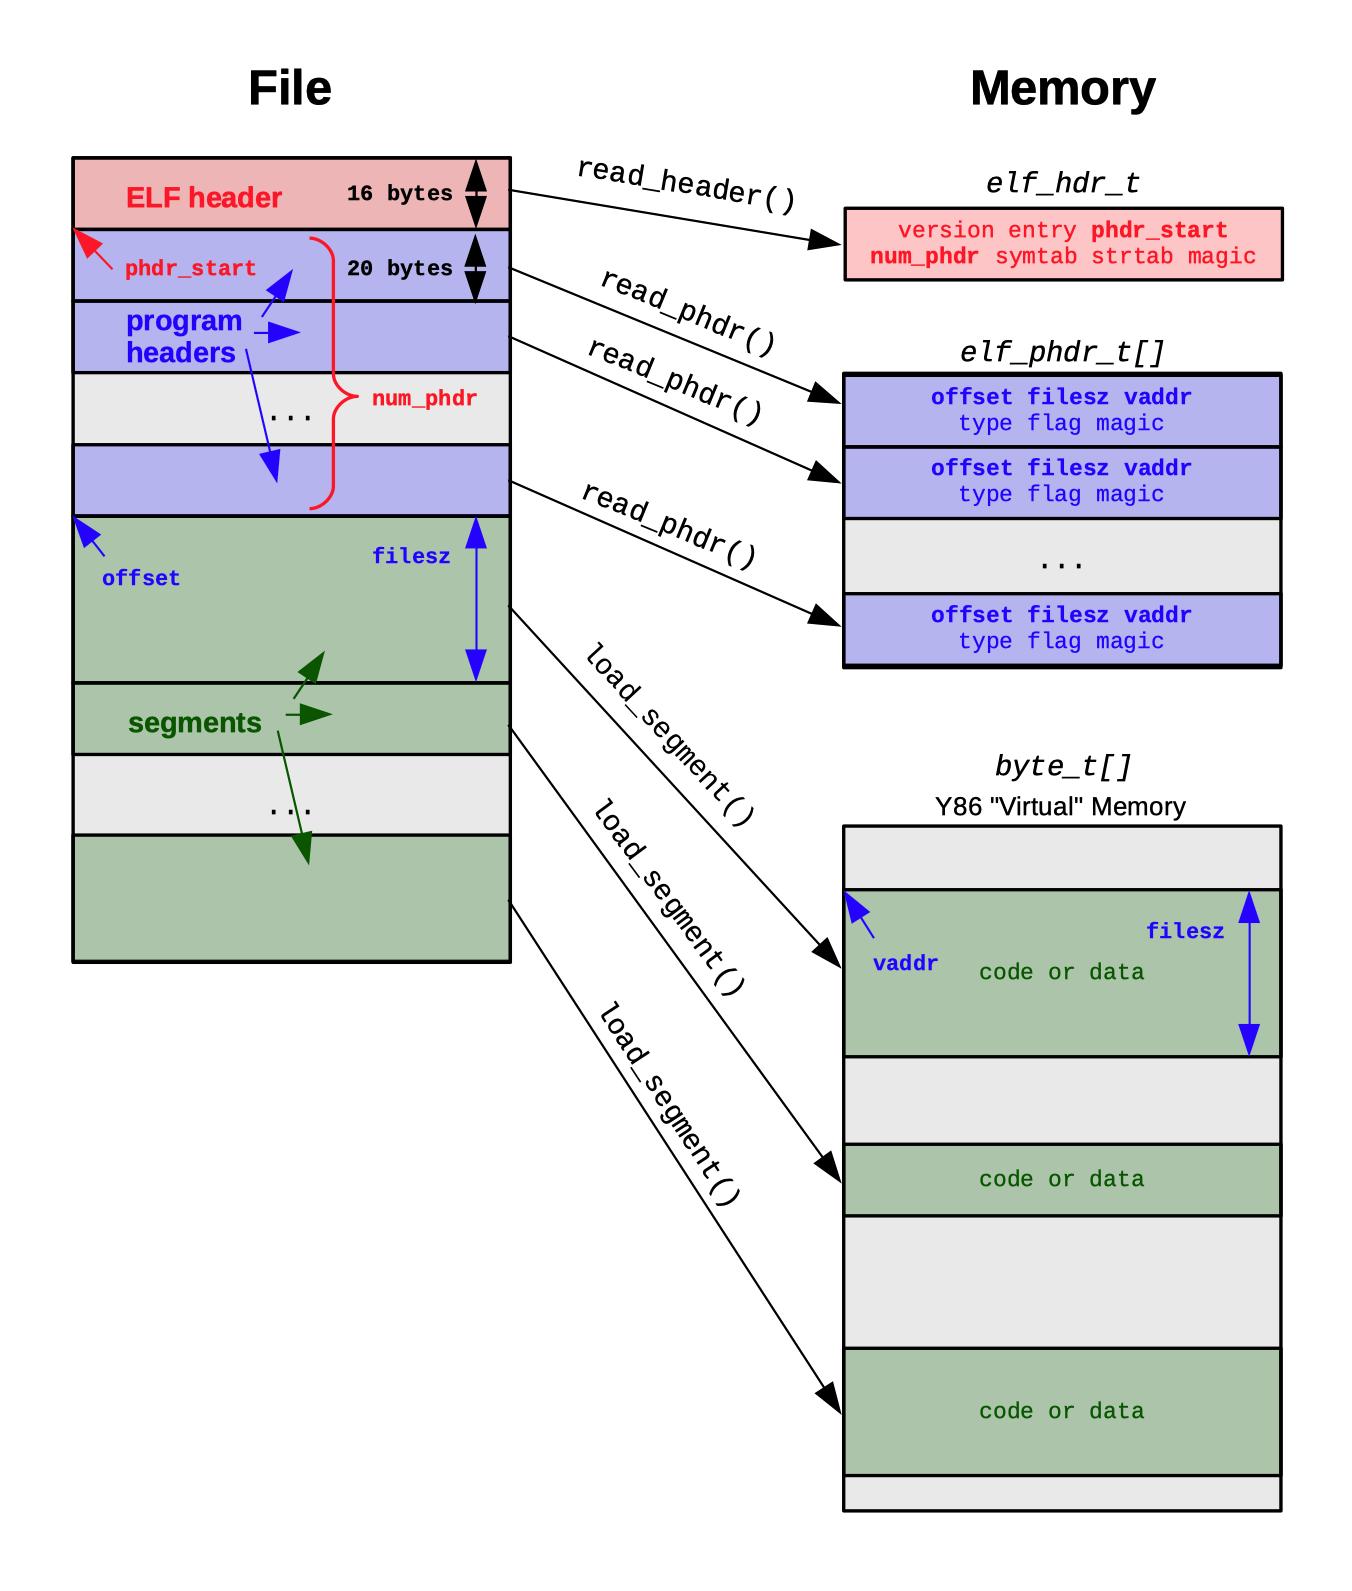 File
Memory
ELF header
16 bytes
phdr_start
20 bytes
program
headers
num_phdr
...
offset
filesz
segments
...
read_header()
read_phdr()
read_phdr()
read_phdr()
load_segment()
load_segment()
load_segment()
elf_hdr_t
version entry phdr_start
num_phdr symtab strtab magic
elf_phdr_t[]
offset filesz vaddr
type flag magic
offset filesz vaddr
type flag magic
...
offset filesz vaddr
type flag magic
byte_t[]
Y86 "Virtual" Memory
filesz
vaddr
code or data
code or data
code or data